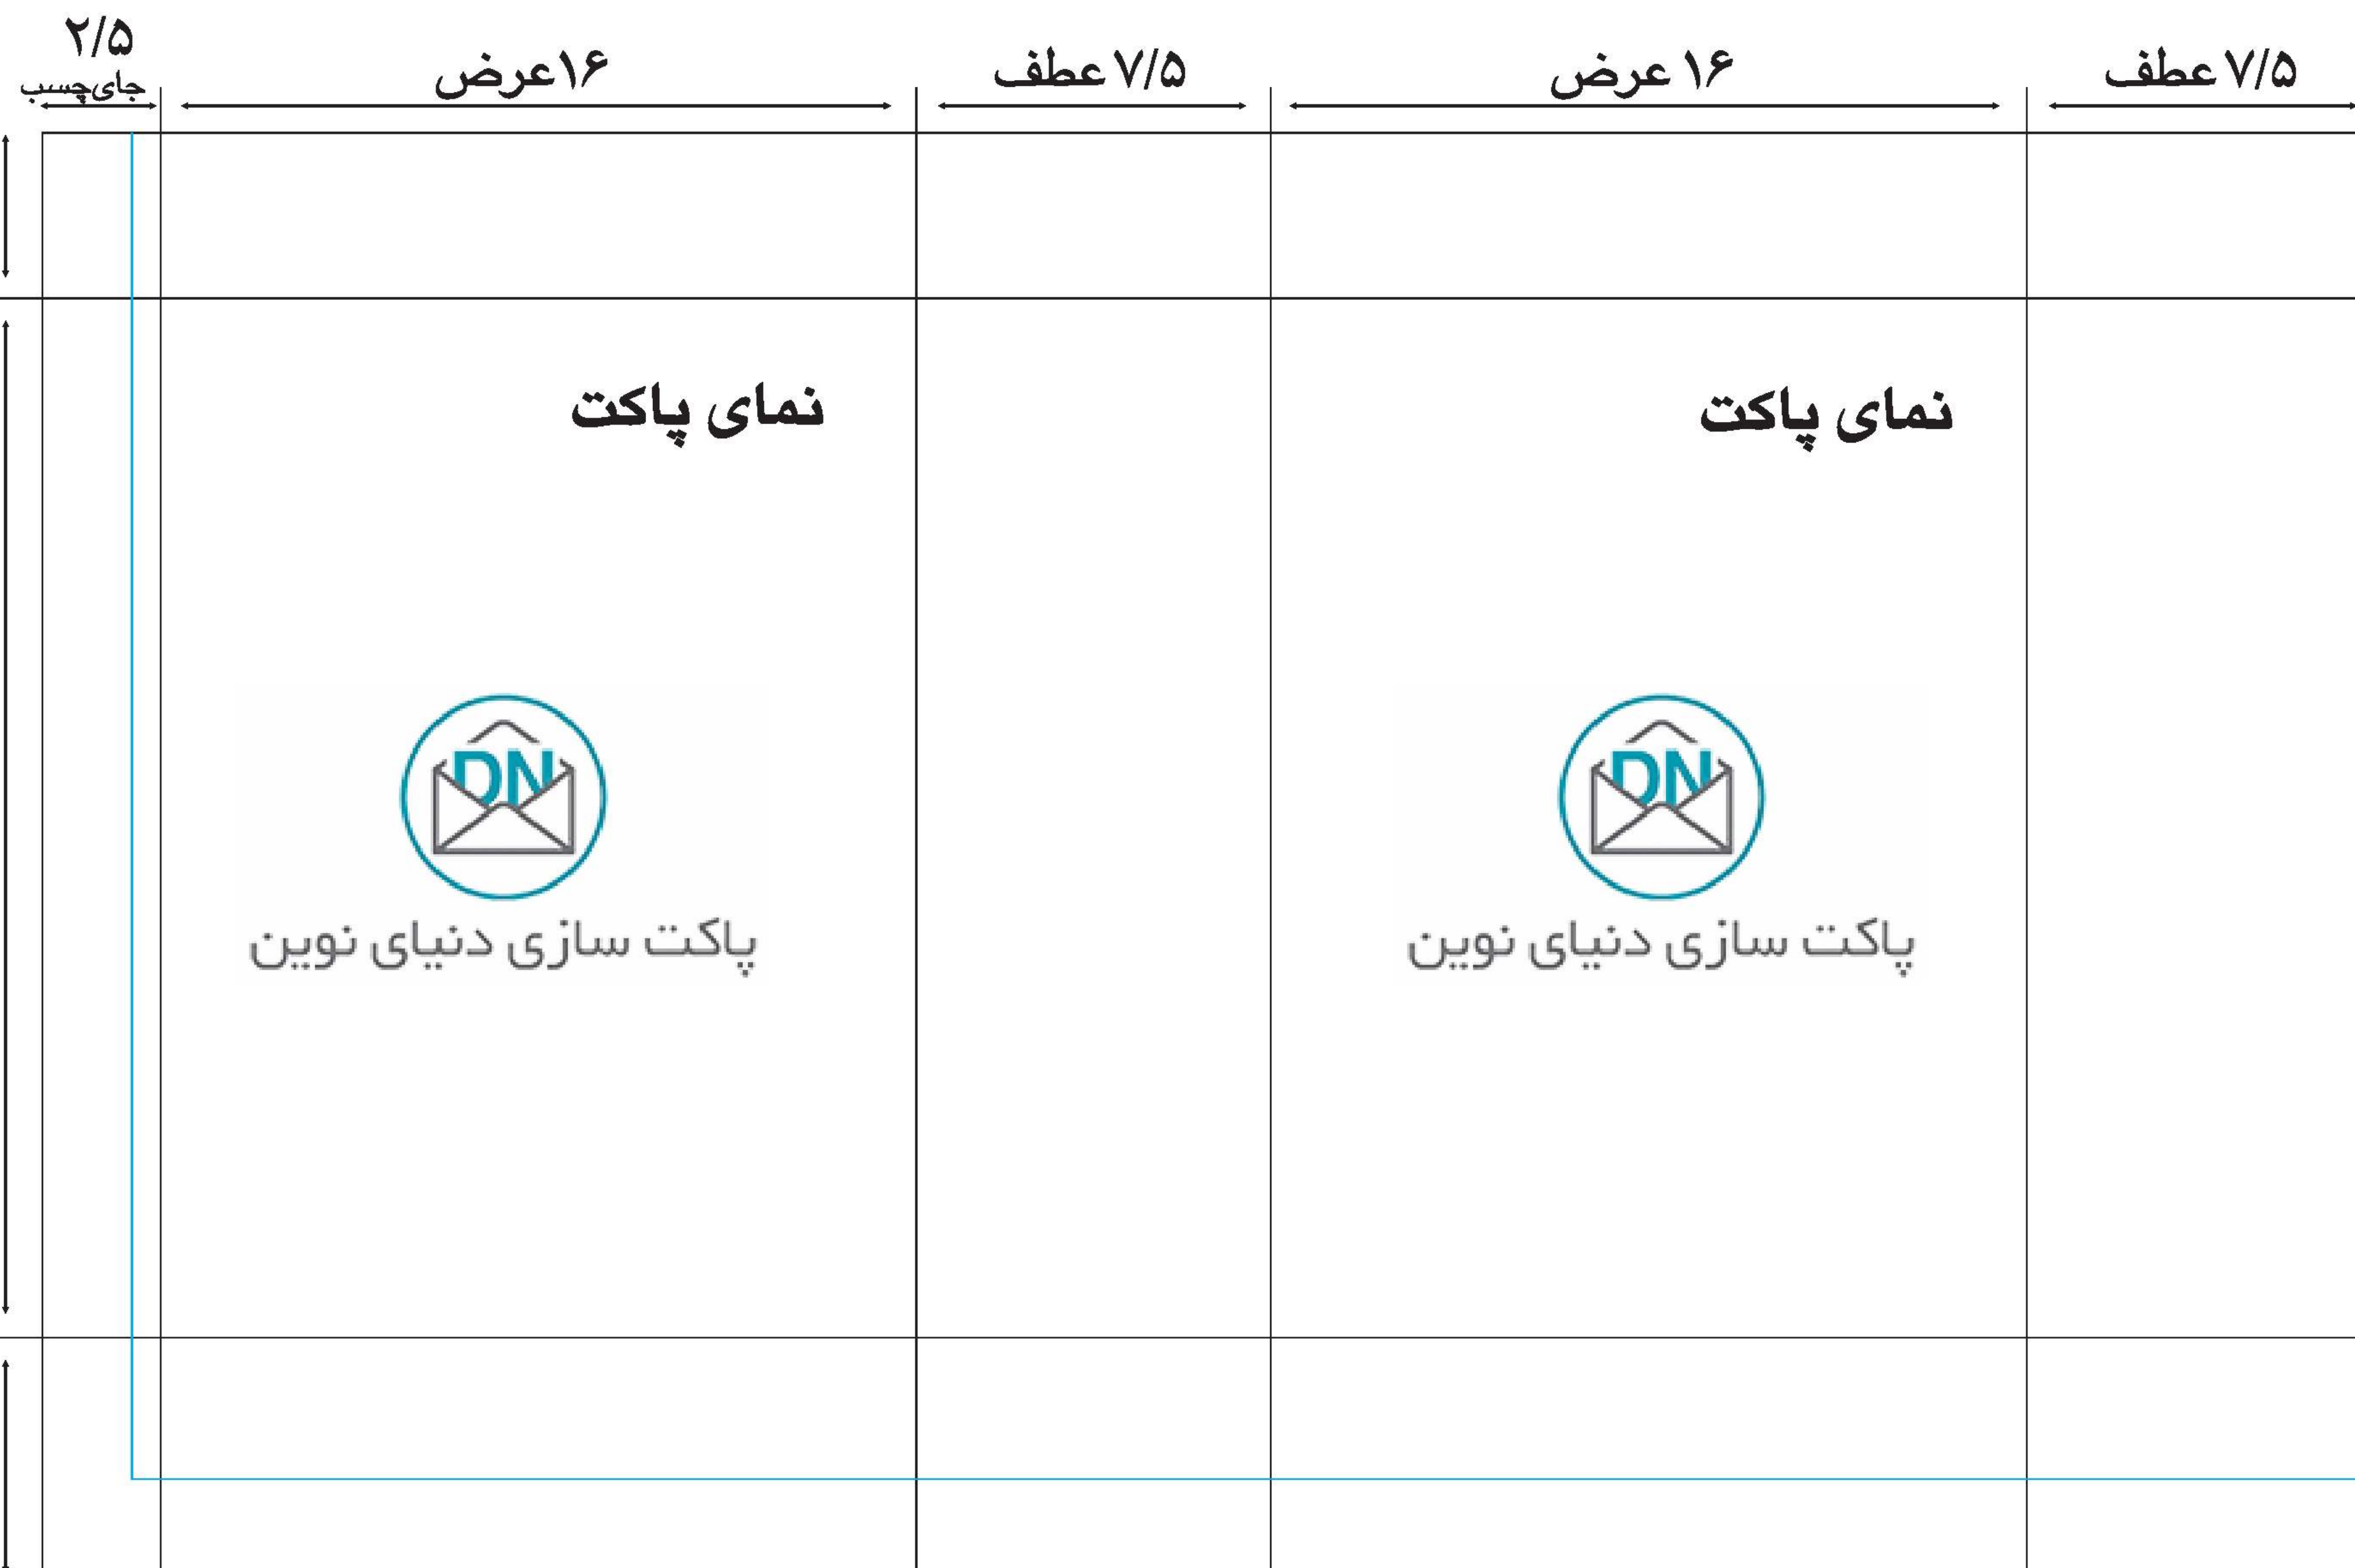 ۷/۵ عطف
۱۶ عرض
۷/۵ عطف
۱۶عرض
۲/۵
جای‌چسب
نمای پاکت
نمای پاکت
DN
پاکت سازی دنیای نوین
DN
پاکت سازی دنیای نوین